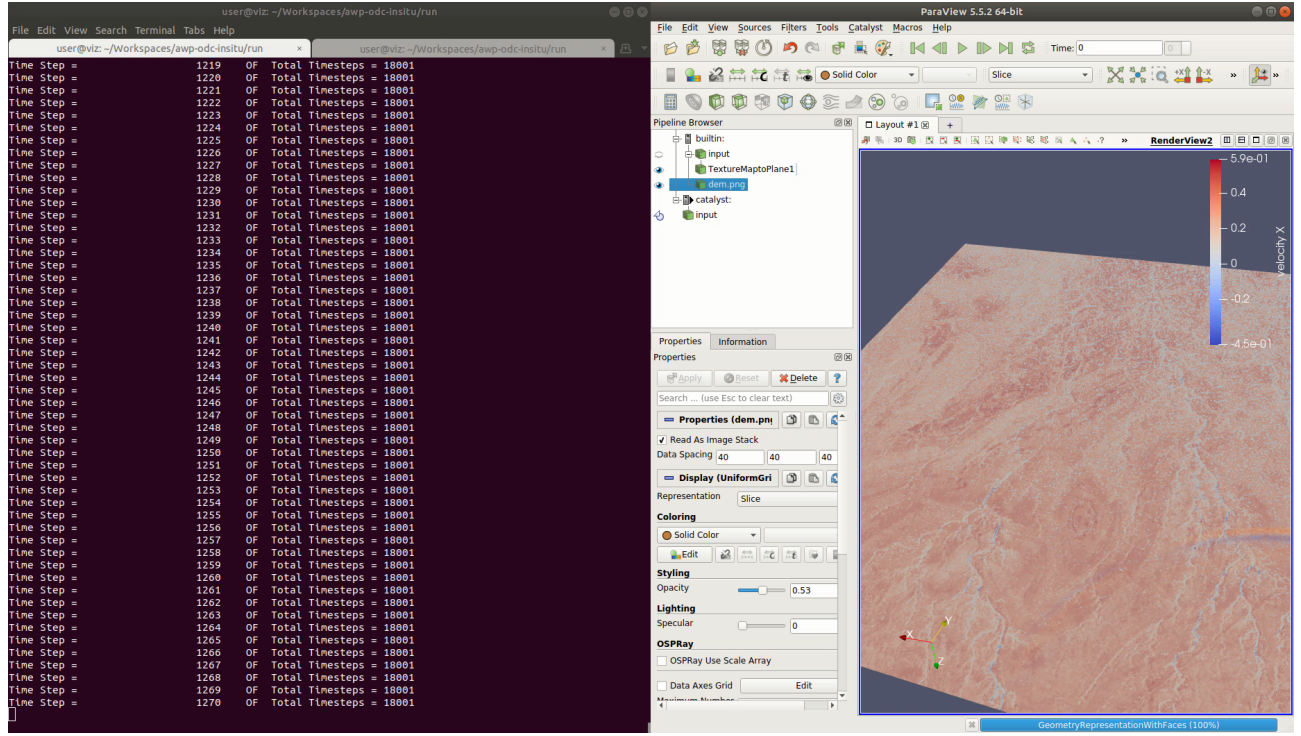 user@viz: ~/Workspaces/awp-odc-insitu/run
File Edit View Search Terminal Tabs Help
user@viz: ~/Workspaces/awp-odc-insitu/run × user@viz: ~/Workspaces/awp-odc-insitu/run ×
Time Step = 1219 OF Total Timesteps = 18001
Time Step = 1220 OF Total Timesteps = 18001
Time Step = 1221 OF Total Timesteps = 18001
Time Step = 1222 OF Total Timesteps = 18001
Time Step = 1223 OF Total Timesteps = 18001
Time Step = 1224 OF Total Timesteps = 18001
Time Step = 1225 OF Total Timesteps = 18001
Time Step = 1226 OF Total Timesteps = 18001
Time Step = 1227 OF Total Timesteps = 18001
Time Step = 1228 OF Total Timesteps = 18001
Time Step = 1229 OF Total Timesteps = 18001
Time Step = 1230 OF Total Timesteps = 18001
Time Step = 1231 OF Total Timesteps = 18001
Time Step = 1232 OF Total Timesteps = 18001
Time Step = 1233 OF Total Timesteps = 18001
Time Step = 1234 OF Total Timesteps = 18001
Time Step = 1235 OF Total Timesteps = 18001
Time Step = 1236 OF Total Timesteps = 18001
Time Step = 1237 OF Total Timesteps = 18001
Time Step = 1238 OF Total Timesteps = 18001
Time Step = 1239 OF Total Timesteps = 18001
Time Step = 1240 OF Total Timesteps = 18001
Time Step = 1241 OF Total Timesteps = 18001
Time Step = 1242 OF Total Timesteps = 18001
Time Step = 1243 OF Total Timesteps = 18001
Time Step = 1244 OF Total Timesteps = 18001
Time Step = 1245 OF Total Timesteps = 18001
Time Step = 1246 OF Total Timesteps = 18001
Time Step = 1247 OF Total Timesteps = 18001
Time Step = 1248 OF Total Timesteps = 18001
Time Step = 1249 OF Total Timesteps = 18001
Time Step = 1250 OF Total Timesteps = 18001
Time Step = 1251 OF Total Timesteps = 18001
Time Step = 1252 OF Total Timesteps = 18001
Time Step = 1253 OF Total Timesteps = 18001
Time Step = 1254 OF Total Timesteps = 18001
Time Step = 1255 OF Total Timesteps = 18001
Time Step = 1256 OF Total Timesteps = 18001
Time Step = 1257 OF Total Timesteps = 18001
Time Step = 1258 OF Total Timesteps = 18001
Time Step = 1259 OF Total Timesteps = 18001
Time Step = 1260 OF Total Timesteps = 18001
Time Step = 1261 OF Total Timesteps = 18001
Time Step = 1262 OF Total Timesteps = 18001
Time Step = 1263 OF Total Timesteps = 18001
Time Step = 1264 OF Total Timesteps = 18001
Time Step = 1265 OF Total Timesteps = 18001
Time Step = 1266 OF Total Timesteps = 18001
Time Step = 1267 OF Total Timesteps = 18001
Time Step = 1268 OF Total Timesteps = 18001
Time Step = 1269 OF Total Timesteps = 18001
Time Step = 1270 OF Total Timesteps = 18001
ParaView 5.5.2 64-bit
File Edit View Sources Filters Tools Catalyst Macros Help
Time: 0 0
Solid Color Slice
Pipeline Browser
builtin:
input
TextureMaptoPlane1
dem.png
catalyst:
input
Properties Information
Properties
Apply Reset Delete ?
Search ... (use Esc to clear text)
Properties (dem.png
Read As Image Stack
Data Spacing 40 40 40
Display (UniformGri
Representation Slice
Coloring
Solid Color
Edit
Styling
Opacity 0.53
Lighting
Specular 0
OSPRay
OSPRay Use Scale Array
Data Axes Grid Edit
Maximum Number
Layout #1 +
3D RenderView2
5.9e-01
0.4
0.2
0
-0.2
-4.5e-01
velocity X
X Y Z
GeometryRepresentationWithFaces (100%)